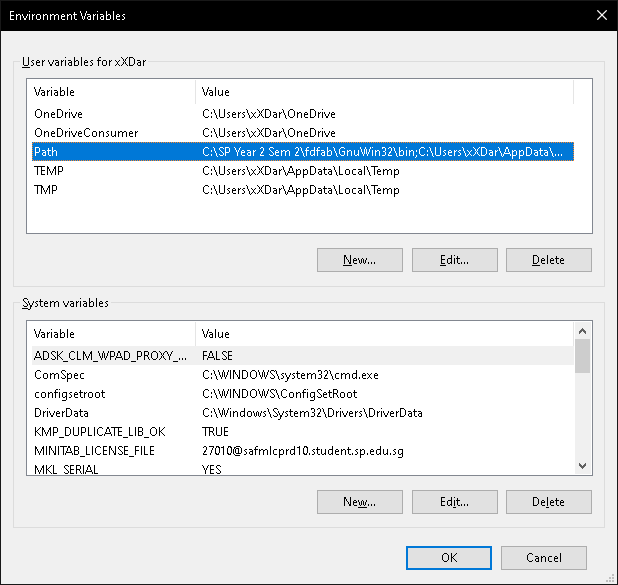 Environment Variables
User variables for xXDar
Variable Value
OneDrive C:\Users\xXDar\OneDrive
OneDriveConsumer C:\Users\xXDar\OneDrive
Path C:\SP Year 2 Sem 2\fdfab\GnuWin32\bin;C:\Users\xXDar\AppData\...
TEMP C:\Users\xXDar\AppData\Local\Temp
TMP C:\Users\xXDar\AppData\Local\Temp
New... Edit... Delete
System variables
Variable Value
ADSK_CLM_WPAD_PROXY_... FALSE
ComSpec C:\WINDOWS\system32\cmd.exe
configsetroot C:\WINDOWS\ConfigSetRoot
DriverData C:\Windows\System32\Drivers\DriverData
KMP_DUPLICATE_LIB_OK TRUE
MINITAB_LICENSE_FILE 27010@safmlcprd10.student.sp.edu.sg
MKL_SERIAL YES
New... Edit... Delete
OK Cancel